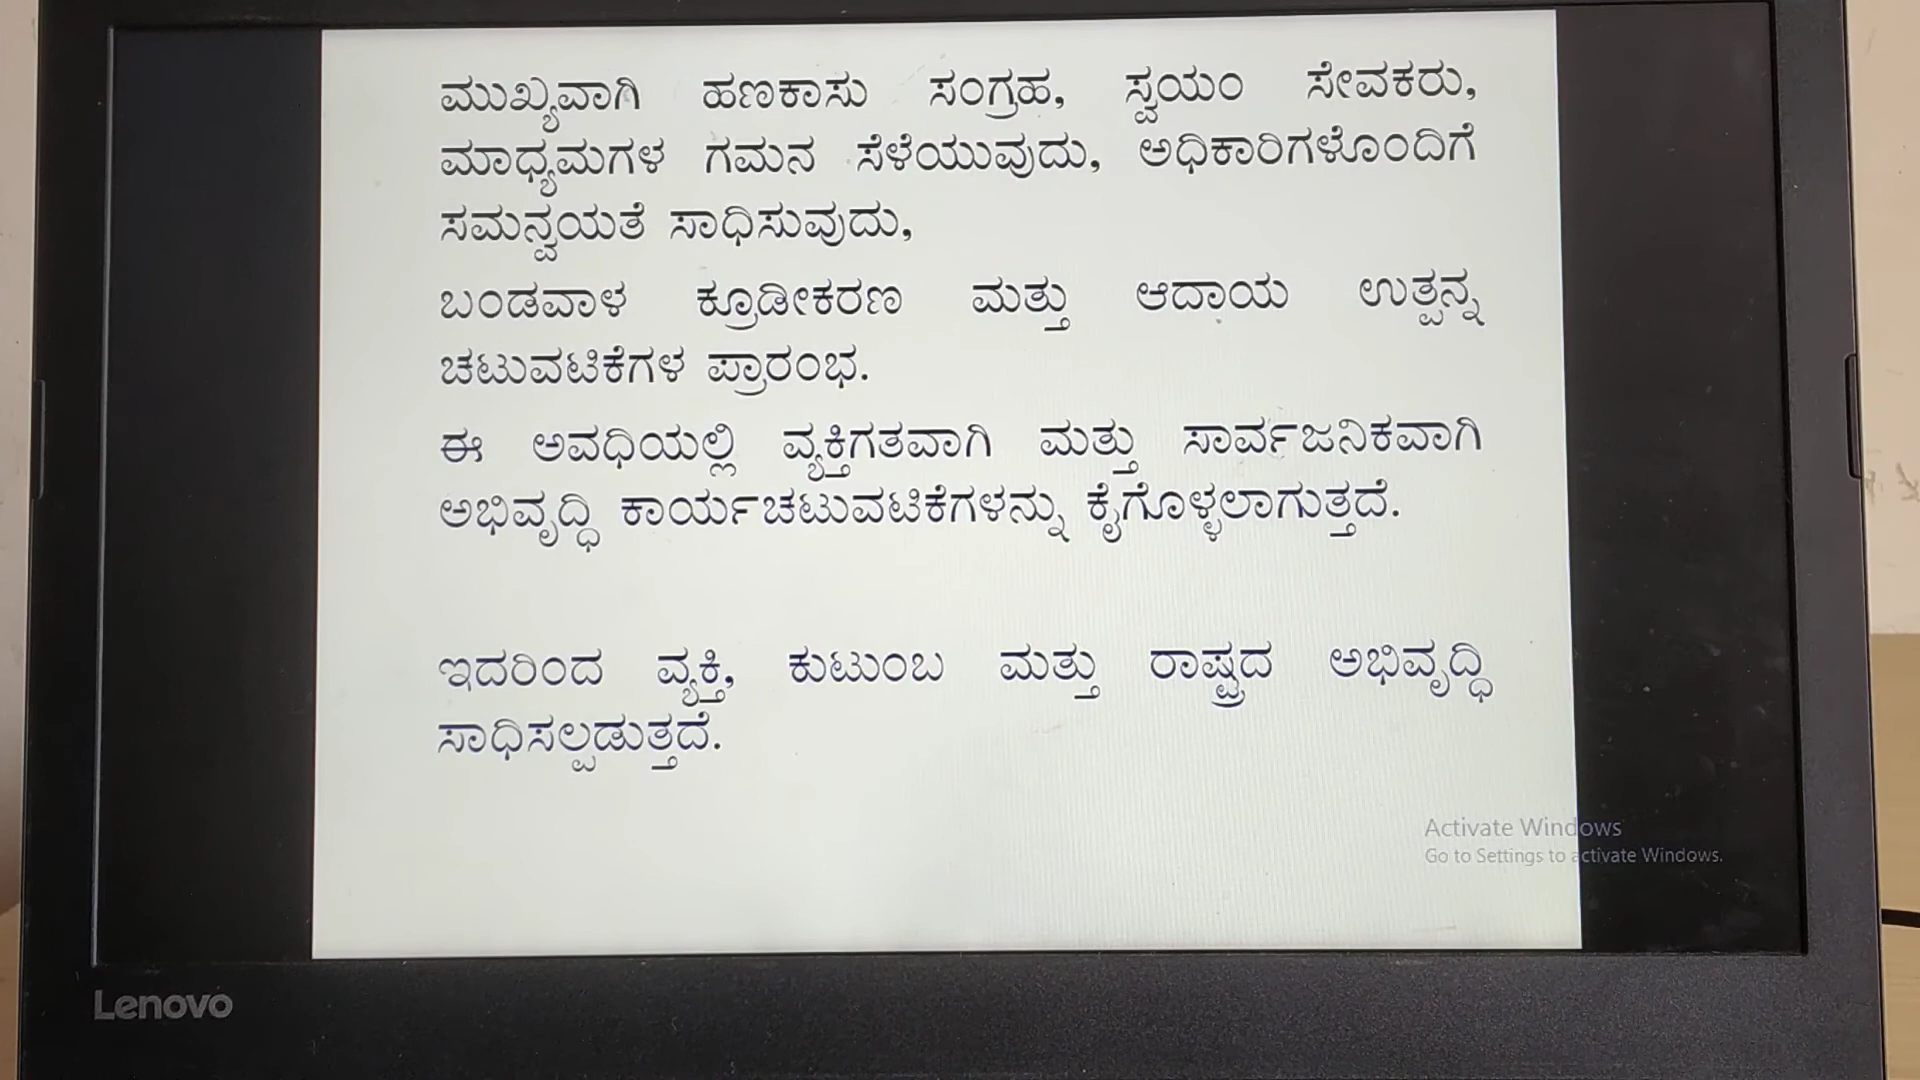 ಮುಖ್ಯವಾಗಿ ಹಣಕಾಸು ಸಂಗ್ರಹ, ಸ್ವಯಂ ಸೇವಕರು,
ಮಾಧ್ಯಮಗಳ ಗಮನ ಸೆಳೆಯುವುದು, ಅಧಿಕಾರಿಗಳೊಂದಿಗೆ
ಸಮನ್ವಯತೆ ಸಾಧಿಸುವುದು,
ಬಂಡವಾಳ ಕ್ರೂಡೀಕರಣ ಮತ್ತು ಆದಾಯ ಉತ್ಪನ್ನ
ಚಟುವಟಿಕೆಗಳ ಪ್ರಾರಂಭ.
ಈ ಅವಧಿಯಲ್ಲಿ ವ್ಯಕ್ತಿಗತವಾಗಿ ಮತ್ತು ಸಾರ್ವಜನಿಕವಾಗಿ
ಅಭಿವೃದ್ಧಿ ಕಾರ್ಯಚಟುವಟಿಕೆಗಳನ್ನು ಕೈಗೊಳ್ಳಲಾಗುತ್ತದೆ.
ಇದರಿಂದ ವ್ಯಕ್ತಿ, ಕುಟುಂಬ ಮತ್ತು ರಾಷ್ಟ್ರದ ಅಭಿವೃದ್ಧಿ
ಸಾಧಿಸಲ್ಪಡುತ್ತದೆ.
Activate Windows
Go to Settings to activate Windows.
Lenovo